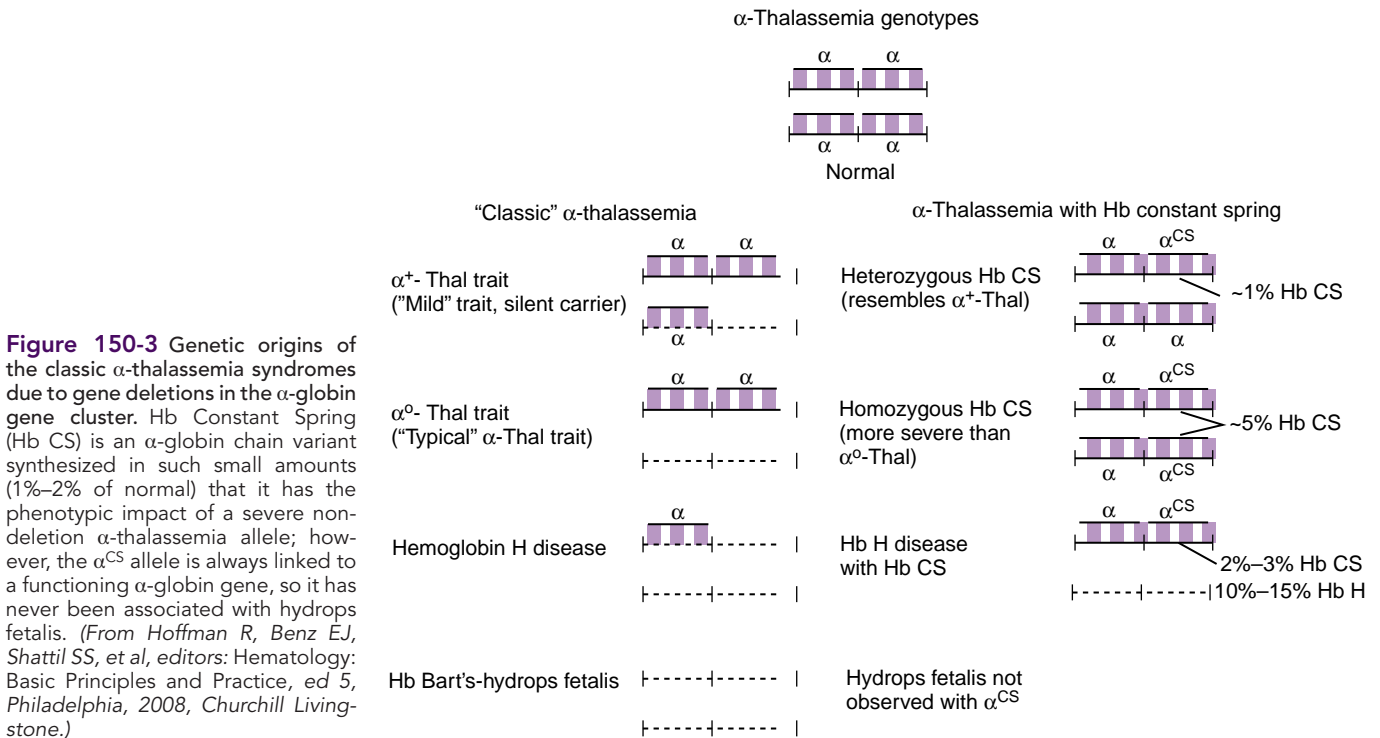 α-Thalassemia genotypes
α α
α α
Normal
“Classic” α-thalassemia
α α
α⁺- Thal trait
(”Mild” trait, silent carrier)
α
α α
αᵒ- Thal trait
(“Typical” α-Thal trait)
α
Hemoglobin H disease
Hb Bart's-hydrops fetalis
α-Thalassemia with Hb constant spring
α α^CS
Heterozygous Hb CS
(resembles α⁺-Thal)
~1% Hb CS
α α
α α^CS
Homozygous Hb CS
(more severe than
αᵒ-Thal)
~5% Hb CS
α α^CS
α α^CS
Hb H disease
with Hb CS
2%–3% Hb CS
10%–15% Hb H
Hydrops fetalis not
observed with α^CS
Figure 150-3 Genetic origins of
the classic α-thalassemia syndromes
due to gene deletions in the α-globin
gene cluster. Hb Constant Spring
(Hb CS) is an α-globin chain variant
synthesized in such small amounts
(1%–2% of normal) that it has the
phenotypic impact of a severe non-
deletion α-thalassemia allele; how-
ever, the α^CS allele is always linked to
a functioning α-globin gene, so it has
never been associated with hydrops
fetalis. (From Hoffman R, Benz EJ,
Shattil SS, et al, editors: Hematology:
Basic Principles and Practice, ed 5,
Philadelphia, 2008, Churchill Living-
stone.)